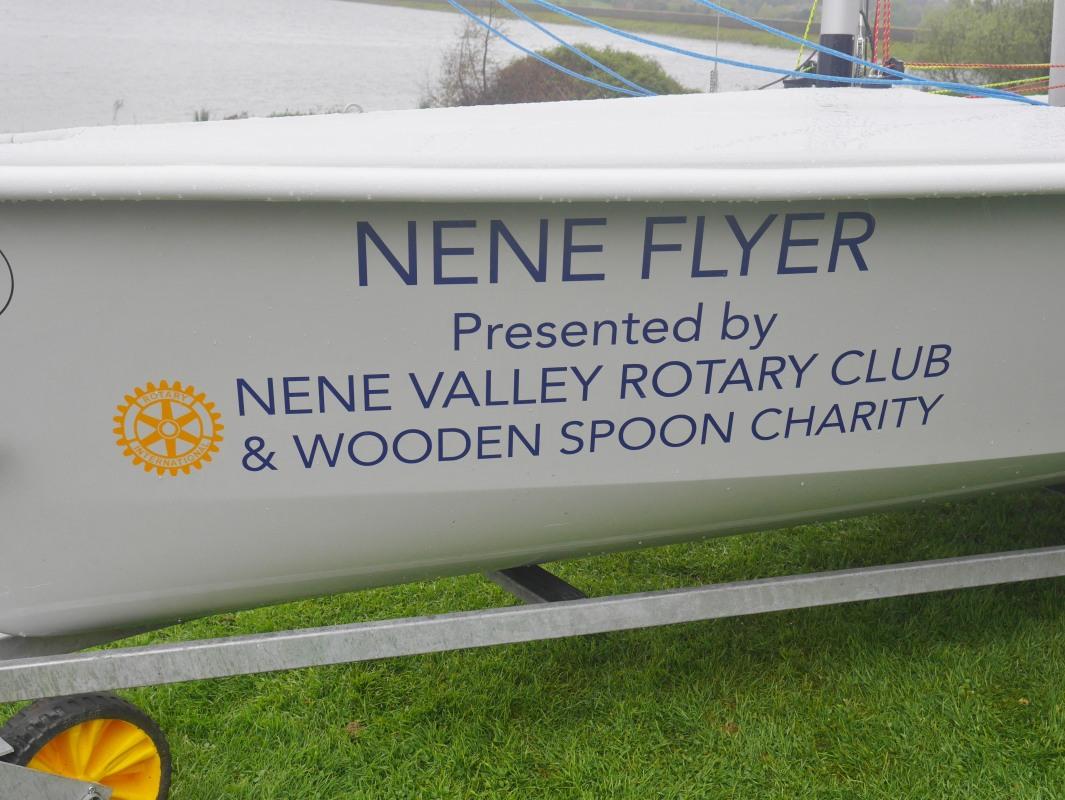 NENE FLYER
Presented by
NENE VALLEY ROTARY CLUB
& WOODEN SPOON CHARITY
ROTARY
INTERNATIONAL